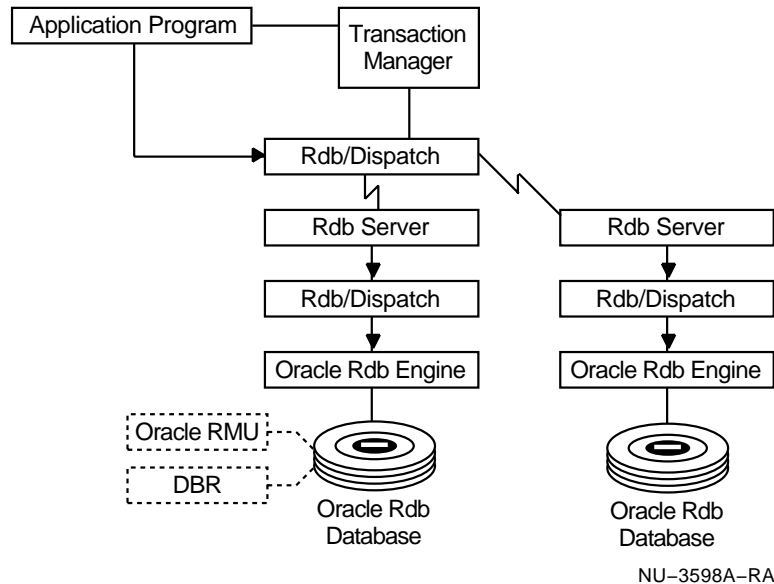 Application Program
Transaction
Manager
Rdb/Dispatch
Rdb Server
Rdb Server
Rdb/Dispatch
Rdb/Dispatch
Oracle Rdb Engine
Oracle Rdb Engine
Oracle RMU
DBR
Oracle Rdb
Database
Oracle Rdb
Database
NU−3598A−RA